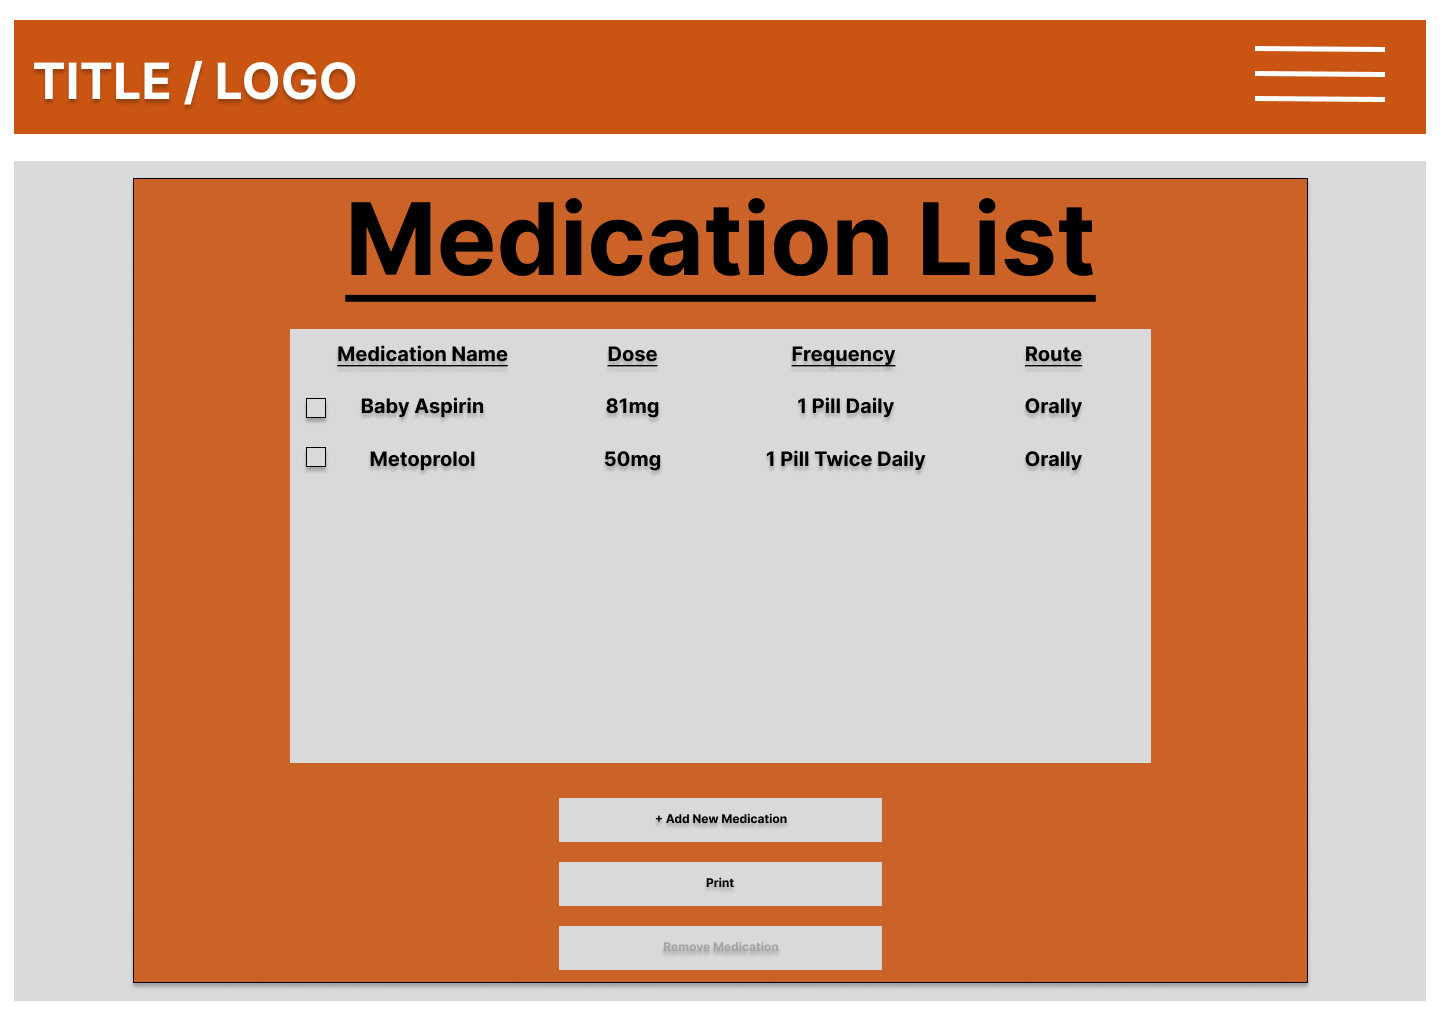 TITLE / LOGO
Medication List
Medication Name Dose Frequency Route
Baby Aspirin 81mg 1 Pill Daily Orally
Metoprolol 50mg 1 Pill Twice Daily Orally
+ Add New Medication
Print
Remove Medication